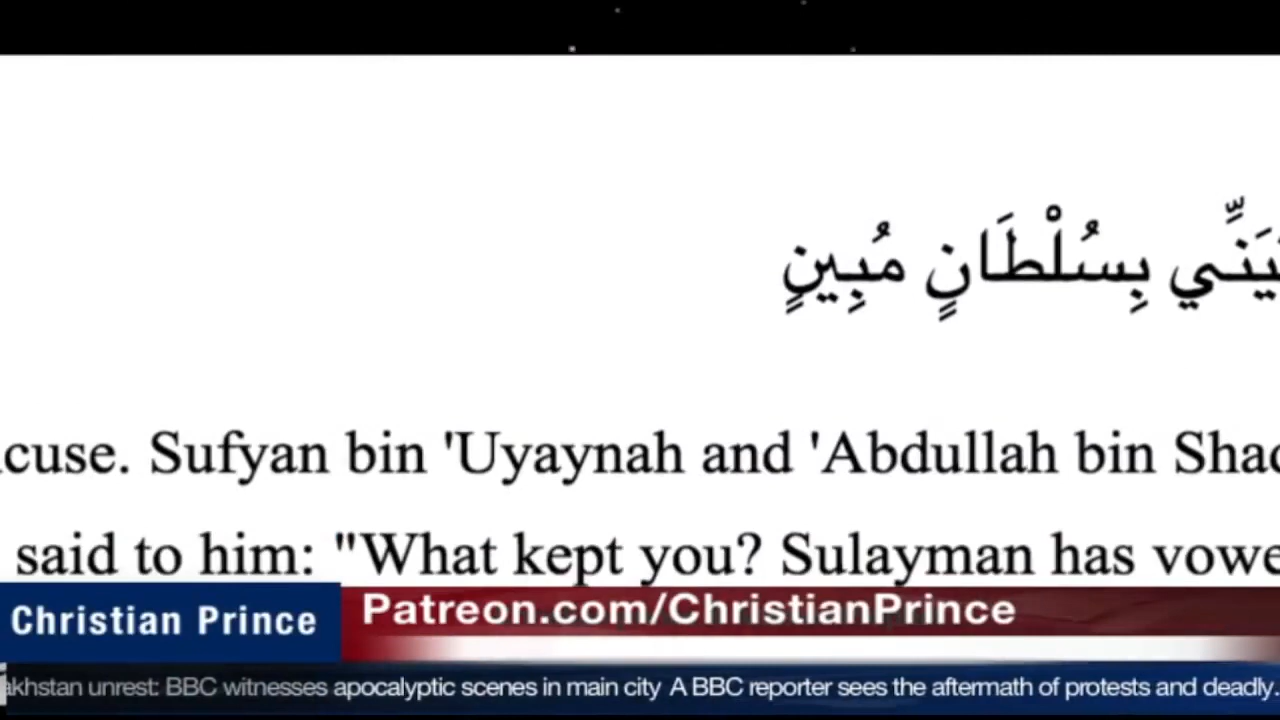 بِسُلْطَانٍ مُبِينٍ
cuse. Sufyan bin 'Uyaynah and 'Abdullah bin
said to him: "What kept you? Sulayman has
Christian Prince
Patreon.com/ChristianPrince
akhstan unrest: BBC witnesses apocalyptic scenes in main city A BBC reporter sees the aftermath of protests and deadly.